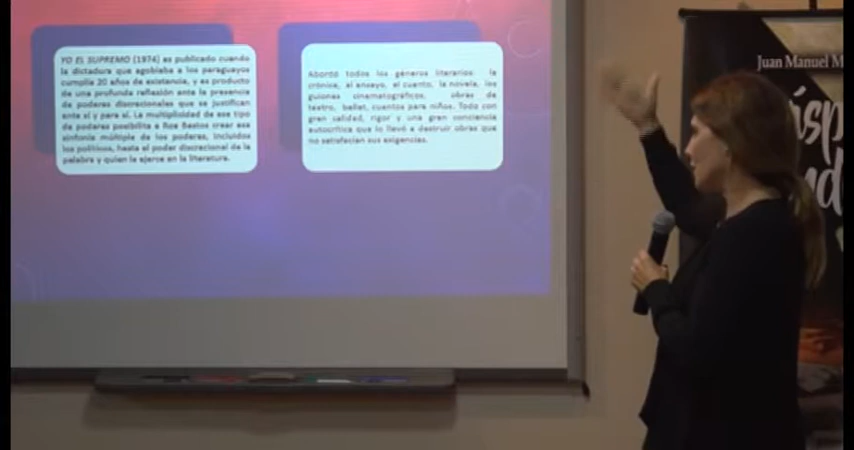 YO EL SUPREMO (1974) es publicado cuando
la dictadura que agobiaba a los paraguayos
cumplía 20 años de existencia, y es producto
de una profunda reflexión ante la presencia
de poderes discrecionales que se justifican
ante sí y para sí. La multiplicidad de ese tipo
de poderes posibilita a Roa Bastos crear esa
sinfonía múltiple de los poderes, incluidos
los políticos, hasta el poder discrecional de la
palabra y quien la ejerce en la literatura.
Abordó todos los géneros literarios la
crónica, el ensayo, el cuento, la novela, los
guiones cinematográficos, obras de
teatro, ballet, cuentos para niños. Todo con
gran calidad, rigor y una gran conciencia
autocrítica que lo llevó a destruir obras que
no satisfacían sus exigencias.
Juan Manuel M